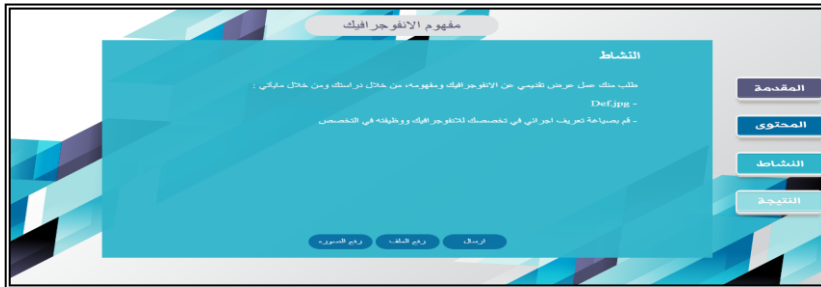 مفهوم الانفوجرافيك
النشاط
طلب منك عمل عرض تقديمي عن الانفوجرافيك ومفهومه، من خلال دراستك ومن خلال ماياتي :
- Def.jpg
- قم بصياغة تعريف اجرائي في تخصصك للانفوجرافيك ووظيفته في التخصص
المقدمة
المحتوى
النشاط
النتيجة
ارسال
رفع الملف
رفع الصورة